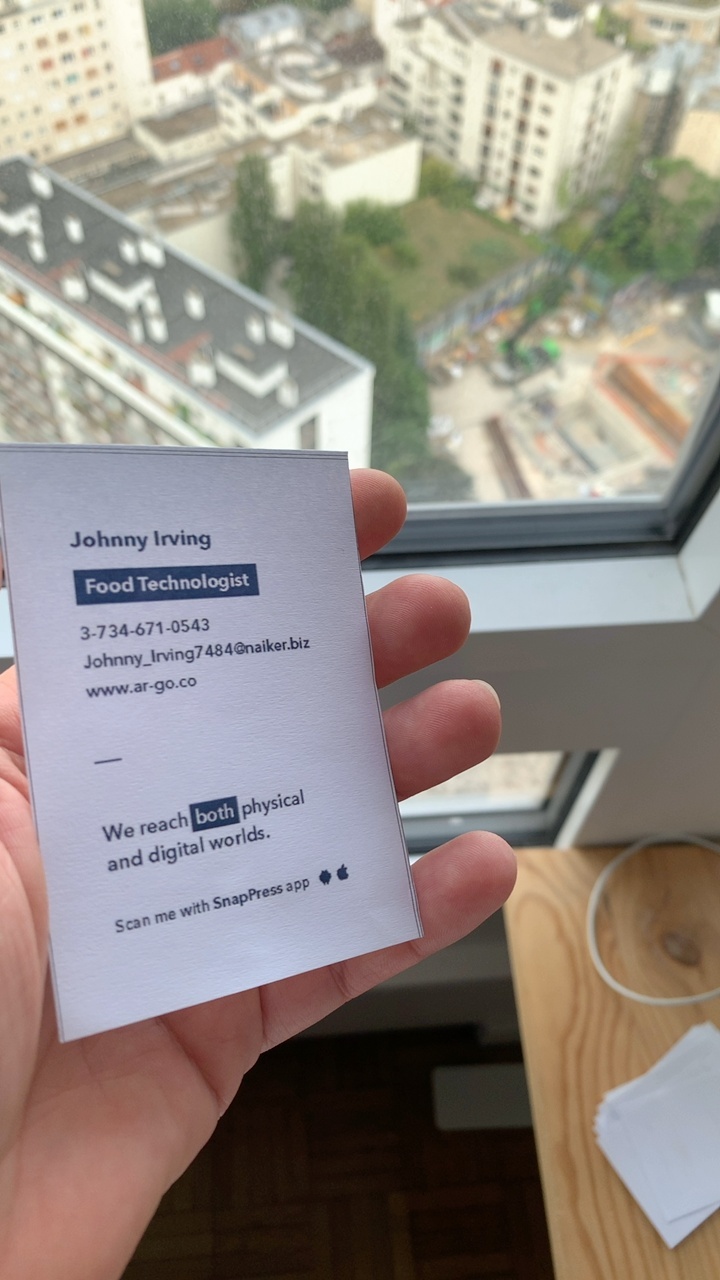 Johnny Irving
Food Technologist
3-734-671-0543
Johnny_Irving7484@naiker.biz
www.ar-go.co
—
We reach both physical
and digital worlds.
Scan me with SnapPress app